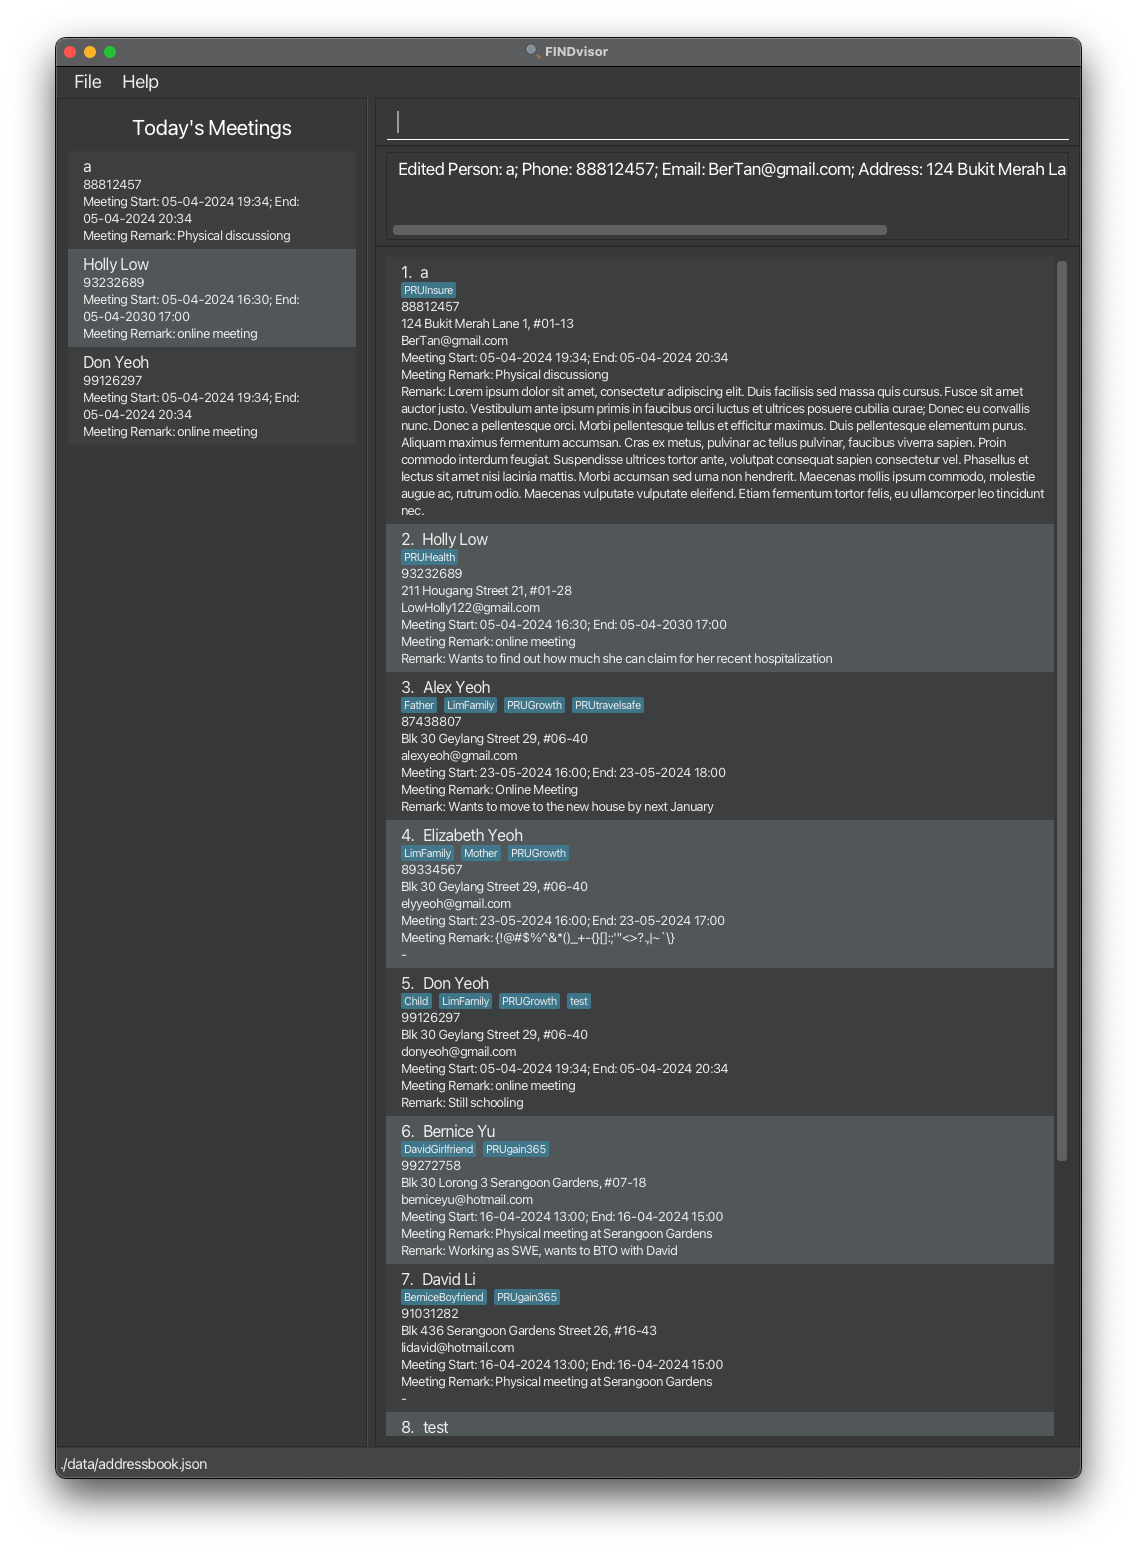 FINDvisor
File Help
Today's Meetings
a
88812457
Meeting Start: 05-04-2024 19:34; End:
05-04-2024 20:34
Meeting Remark: Physical discussiong
Holly Low
93232689
Meeting Start: 05-04-2024 16:30; End:
05-04-2030 17:00
Meeting Remark: online meeting
Don Yeoh
99126297
Meeting Start: 05-04-2024 19:34; End:
05-04-2024 20:34
Meeting Remark: online meeting
Edited Person: a; Phone: 88812457; Email: BerTan@gmail.com; Address: 124 Bukit Merah La
1. a
PRUInsure
88812457
124 Bukit Merah Lane 1, #01-13
BerTan@gmail.com
Meeting Start: 05-04-2024 19:34; End: 05-04-2024 20:34
Meeting Remark: Physical discussiong
Remark: Lorem ipsum dolor sit amet, consectetur adipiscing elit. Duis facilisis sed massa quis cursus. Fusce sit amet
auctor justo. Vestibulum ante ipsum primis in faucibus orci luctus et ultrices posuere cubilia curae; Donec eu convallis
nunc. Donec a pellentesque orci. Morbi pellentesque tellus et efficitur maximus. Duis pellentesque elementum purus.
Aliquam maximus fermentum accumsan. Cras ex metus, pulvinar ac tellus pulvinar, faucibus viverra sapien. Proin
commodo interdum feugiat. Suspendisse ultrices tortor ante, volutpat consequat sapien consectetur vel. Phasellus et
lectus sit amet nisi lacinia mattis. Morbi accumsan sed urna non hendrerit. Maecenas mollis ipsum commodo, molestie
augue ac, rutrum odio. Maecenas vulputate vulputate eleifend. Etiam fermentum tortor felis, eu ullamcorper leo tincidunt
nec.
2. Holly Low
PRUHealth
93232689
211 Hougang Street 21, #01-28
LowHolly122@gmail.com
Meeting Start: 05-04-2024 16:30; End: 05-04-2030 17:00
Meeting Remark: online meeting
Remark: Wants to find out how much she can claim for her recent hospitalization
3. Alex Yeoh
Father LimFamily PRUGrowth PRUtravelsafe
87438807
Blk 30 Geylang Street 29, #06-40
alexyeoh@gmail.com
Meeting Start: 23-05-2024 16:00; End: 23-05-2024 18:00
Meeting Remark: Online Meeting
Remark: Wants to move to the new house by next January
4. Elizabeth Yeoh
LimFamily Mother PRUGrowth
89334567
Blk 30 Geylang Street 29, #06-40
elyyeoh@gmail.com
Meeting Start: 23-05-2024 16:00; End: 23-05-2024 17:00
Meeting Remark: {!@#$%^&*()_+-{}[]:;'"<>?.,|~`\}
-
5. Don Yeoh
Child LimFamily PRUGrowth test
99126297
Blk 30 Geylang Street 29, #06-40
donyeoh@gmail.com
Meeting Start: 05-04-2024 19:34; End: 05-04-2024 20:34
Meeting Remark: online meeting
Remark: Still schooling
6. Bernice Yu
DavidGirlfriend PRUgain365
99272758
Blk 30 Lorong 3 Serangoon Gardens, #07-18
berniceyu@hotmail.com
Meeting Start: 16-04-2024 13:00; End: 16-04-2024 15:00
Meeting Remark: Physical meeting at Serangoon Gardens
Remark: Working as SWE, wants to BTO with David
7. David Li
BerniceBoyfriend PRUgain365
91031282
Blk 436 Serangoon Gardens Street 26, #16-43
lidavid@hotmail.com
Meeting Start: 16-04-2024 13:00; End: 16-04-2024 15:00
Meeting Remark: Physical meeting at Serangoon Gardens
-
8. test
./data/addressbook.json